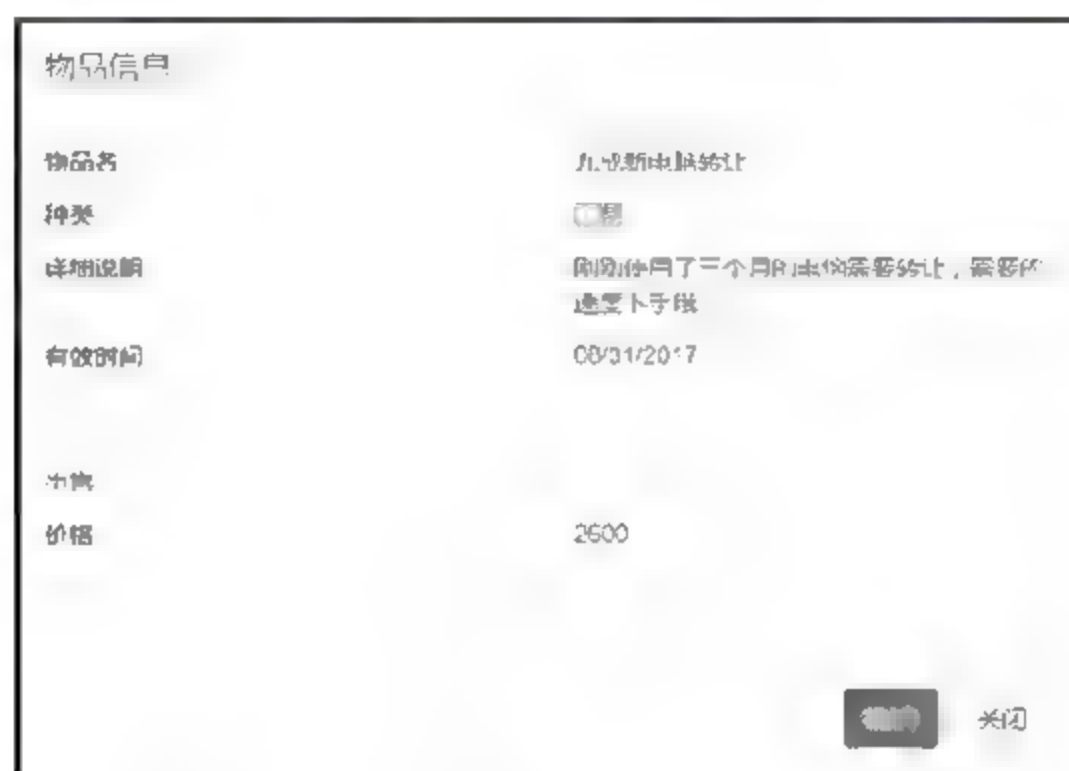 物品信息
物品名
九成新电脑转让
种类
详细说明
刚刚使用了三个月的电脑需要转让，需要的
速度下手哦
有效时间
08/31/2017
出售
价格
2600
关闭